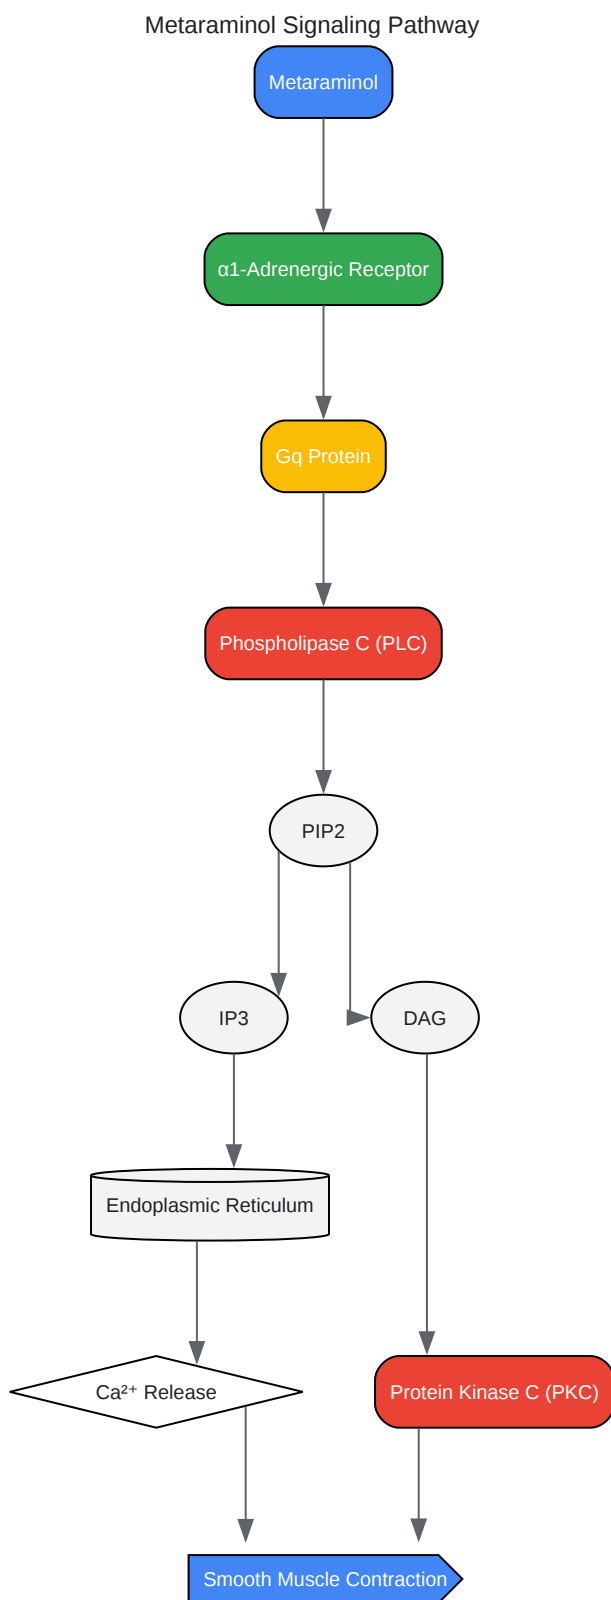 Metaraminol Signaling Pathway
Metaraminol
α1-Adrenergic Receptor
Gq Protein
Phospholipase C (PLC)
PIP2
IP3
DAG
Endoplasmic Reticulum
Ca²⁺ Release
Protein Kinase C (PKC)
Smooth Muscle Contraction